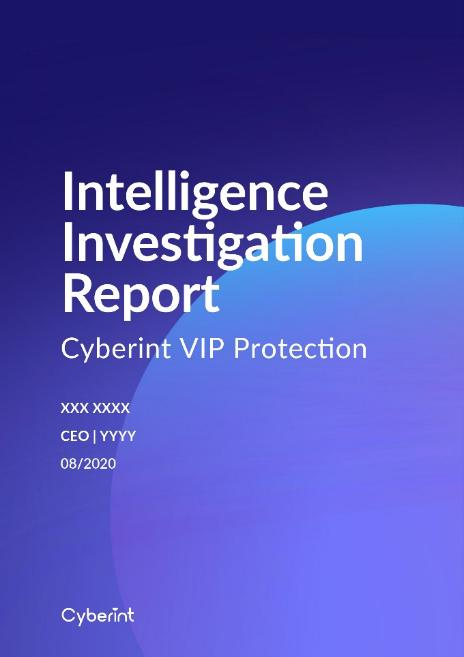 Intelligence
Investigation
Report
Cyberint VIP Protection
XXX XXXX
CEO | YYYY
08/2020
Cyberint